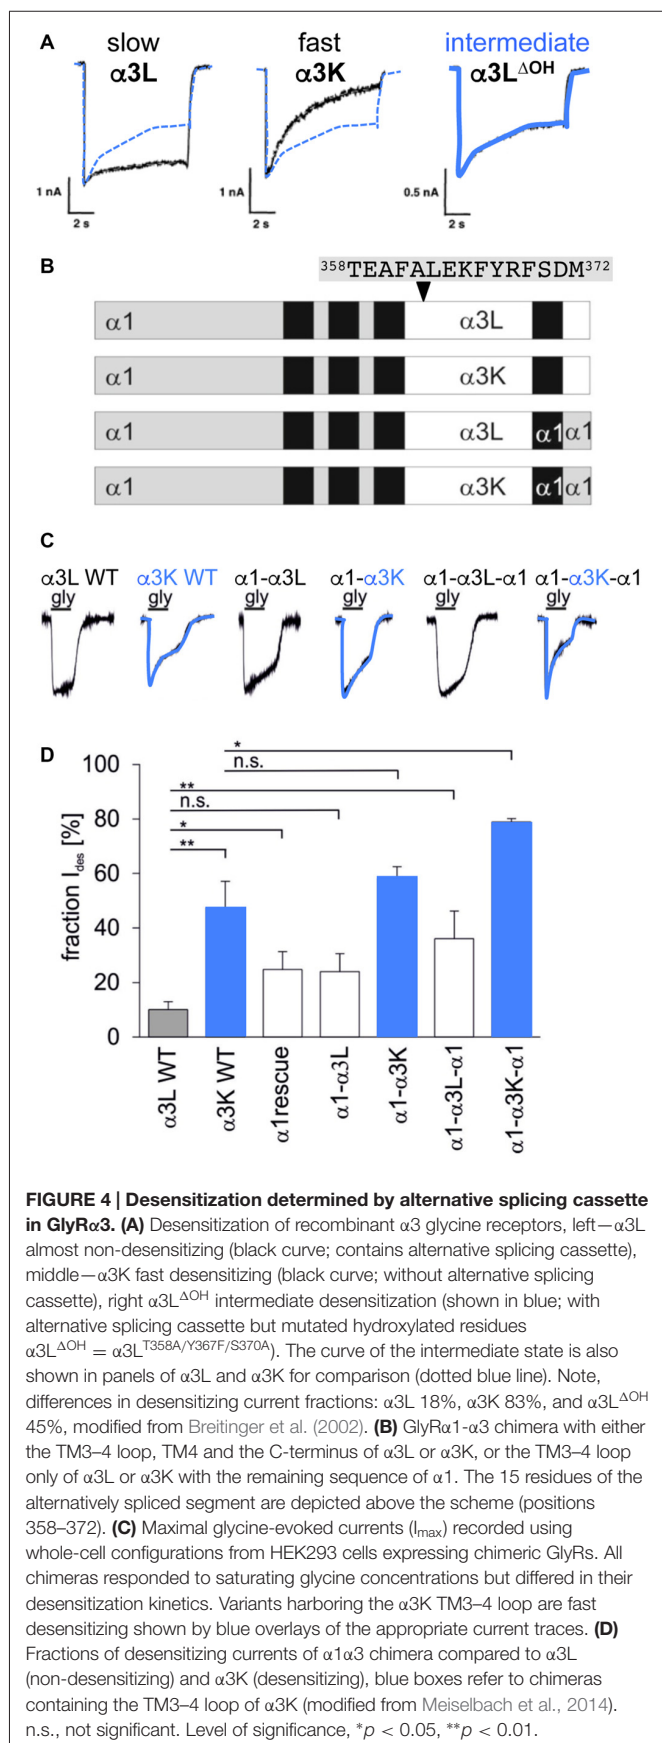 A
slow
α3L
fast
α3K
intermediate
α3L^ΔOH
1 nA
2 s
1 nA
2 s
0.5 nA
2 s
B
358TEAFALEKFYRFSDM372
α1
α3L
α1
α3K
α1
α3L
α1
α1
α1
α3K
α1
α1
C
α3L WT
α3K WT
α1-α3L
α1-α3K
α1-α3L-α1
α1-α3K-α1
gly
gly
gly
gly
gly
gly
D
fraction I_des [%]
100
80
60
40
20
0
*
n.s.
**
n.s.
*
**
α3L WT
α3K WT
α1rescue
α1-α3L
α1-α3K
α1-α3L-α1
α1-α3K-α1
FIGURE 4 | Desensitization determined by alternative splicing cassette
in GlyRα3. (A) Desensitization of recombinant α3 glycine receptors, left—α3L
almost non-desensitizing (black curve; contains alternative splicing cassette),
middle—α3K fast desensitizing (black curve; without alternative splicing
cassette), right α3L^ΔOH intermediate desensitization (shown in blue; with
alternative splicing cassette but mutated hydroxylated residues
α3L^ΔOH = α3L^T358A/Y367F/S370A). The curve of the intermediate state is also
shown in panels of α3L and α3K for comparison (dotted blue line). Note,
differences in desensitizing current fractions: α3L 18%, α3K 83%, and α3L^ΔOH
45%, modified from Breitinger et al. (2002). (B) GlyRα1-α3 chimera with either
the TM3–4 loop, TM4 and the C-terminus of α3L or α3K, or the TM3–4 loop
only of α3L or α3K with the remaining sequence of α1. The 15 residues of the
alternatively spliced segment are depicted above the scheme (positions
358–372). (C) Maximal glycine-evoked currents (I_max) recorded using
whole-cell configurations from HEK293 cells expressing chimeric GlyRs. All
chimeras responded to saturating glycine concentrations but differed in their
desensitization kinetics. Variants harboring the α3K TM3–4 loop are fast
desensitizing shown by blue overlays of the appropriate current traces. (D)
Fractions of desensitizing currents of α1α3 chimera compared to α3L
(non-desensitizing) and α3K (desensitizing), blue boxes refer to chimeras
containing the TM3–4 loop of α3K (modified from Meiselbach et al., 2014).
n.s., not significant. Level of significance, *p < 0.05, **p < 0.01.